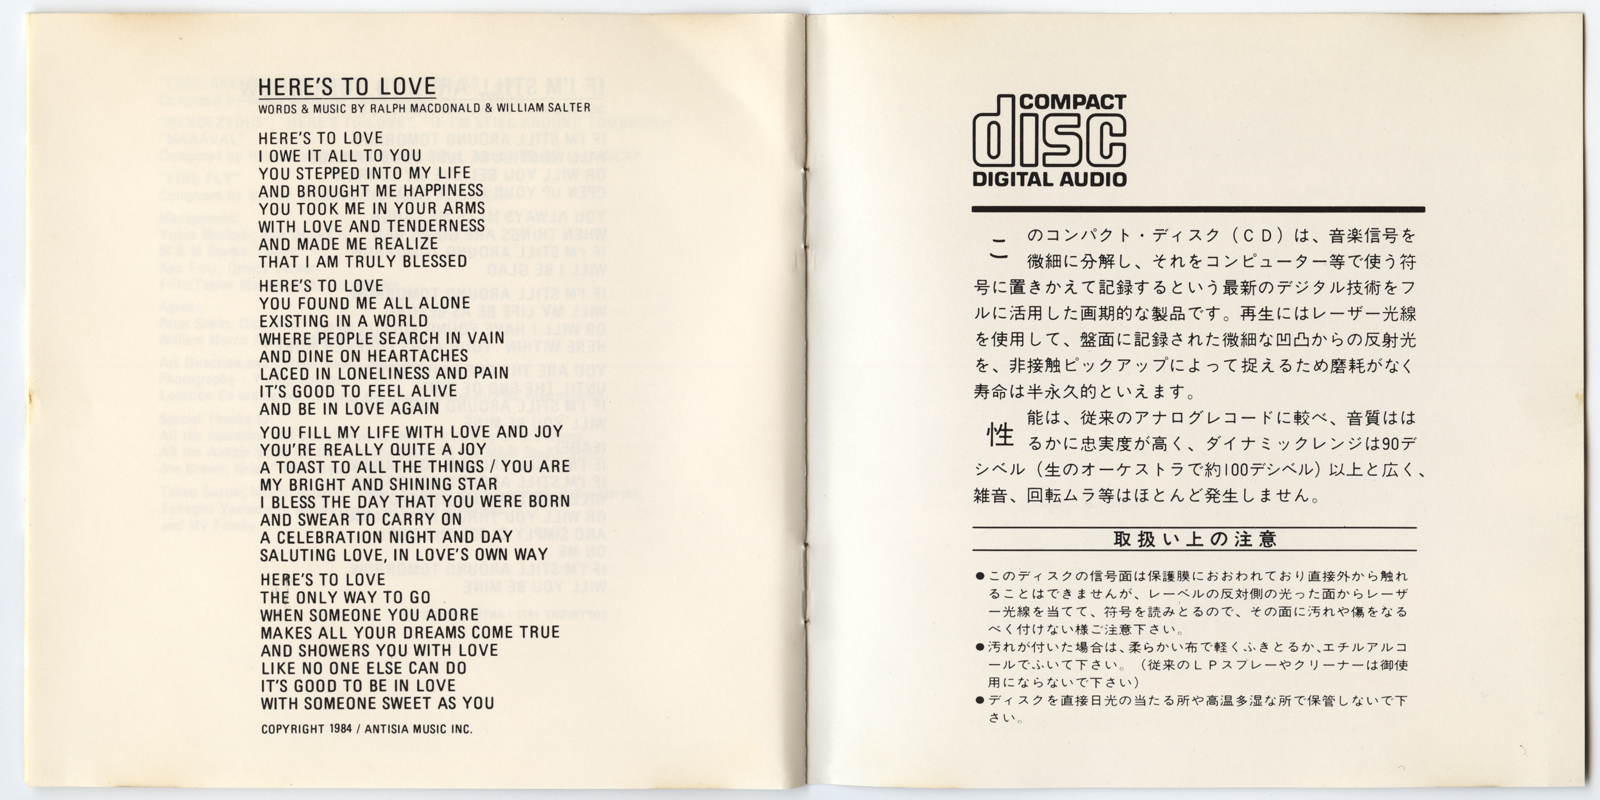 HERE'S TO LOVE
WORDS & MUSIC BY RALPH MACDONALD & WILLIAM SALTER
HERE'S TO LOVE
I OWE IT ALL TO YOU
YOU STEPPED INTO MY LIFE
AND BROUGHT ME HAPPINESS
YOU TOOK ME IN YOUR ARMS
WITH LOVE AND TENDERNESS
AND MADE ME REALIZE
THAT I AM TRULY BLESSED
HERE'S TO LOVE
YOU FOUND ME ALL ALONE
EXISTING IN A WORLD
WHERE PEOPLE SEARCH IN VAIN
AND DINE ON HEARTACHES
LACED IN LONELINESS AND PAIN
IT'S GOOD TO FEEL ALIVE
AND BE IN LOVE AGAIN
YOU FILL MY LIFE WITH LOVE AND JOY
YOU'RE REALLY QUITE A JOY
A TOAST TO ALL THE THINGS / YOU ARE
MY BRIGHT AND SHINING STAR
I BLESS THE DAY THAT YOU WERE BORN
AND SWEAR TO CARRY ON
A CELEBRATION NIGHT AND DAY
SALUTING LOVE, IN LOVE'S OWN WAY
HERE'S TO LOVE
THE ONLY WAY TO GO
WHEN SOMEONE YOU ADORE
MAKES ALL YOUR DREAMS COME TRUE
AND SHOWERS YOU WITH LOVE
LIKE NO ONE ELSE CAN DO
IT'S GOOD TO BE IN LOVE
WITH SOMEONE SWEET AS YOU
COPYRIGHT 1984 / ANTISIA MUSIC INC.
COMPACT
disc
DIGITAL AUDIO
このコンパクト・ディスク(CD)は、音楽信号を
微細に分解し、それをコンピューター等で使う符
号に置きかえて記録するという最新のデジタル技術をフ
ルに活用した画期的な製品です。再生にはレーザー光線
を使用して、盤面に記録された微細な凹凸からの反射光
を、非接触ピックアップによって捉えるため磨耗がなく
寿命は半永久的といえます。
性能は、従来のアナログレコードに較べ、音質はは
るかに忠実度が高く、ダイナミックレンジは90デ
シベル(生のオーケストラで約100デシベル)以上と広く、
雑音、回転ムラ等はほとんど発生しません。
取扱い上の注意
●このディスクの信号面は保護膜におおわれており直接外から触れ
ることはできませんが、レーベルの反対側の光った面からレーザ
ー光線を当てて、符号を読みとるので、その面に汚れや傷をなる
べく付けない様ご注意下さい。
●汚れが付いた場合は、柔らかい布で軽くふきとるか、エチルアルコ
ールでふいて下さい。(従来のLPスプレーやクリーナーは御使
用にならないで下さい)
●ディスクを直接日光の当たる所や高温多湿な所で保管しないで下
さい。